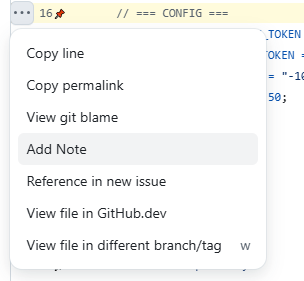 16 // === CONFIG ===
Copy line
_TOKEN
Copy permalink
TOKEN =
View git blame
= "-10
50;
Add Note
Reference in new issue
View file in GitHub.dev
View file in different branch/tag w